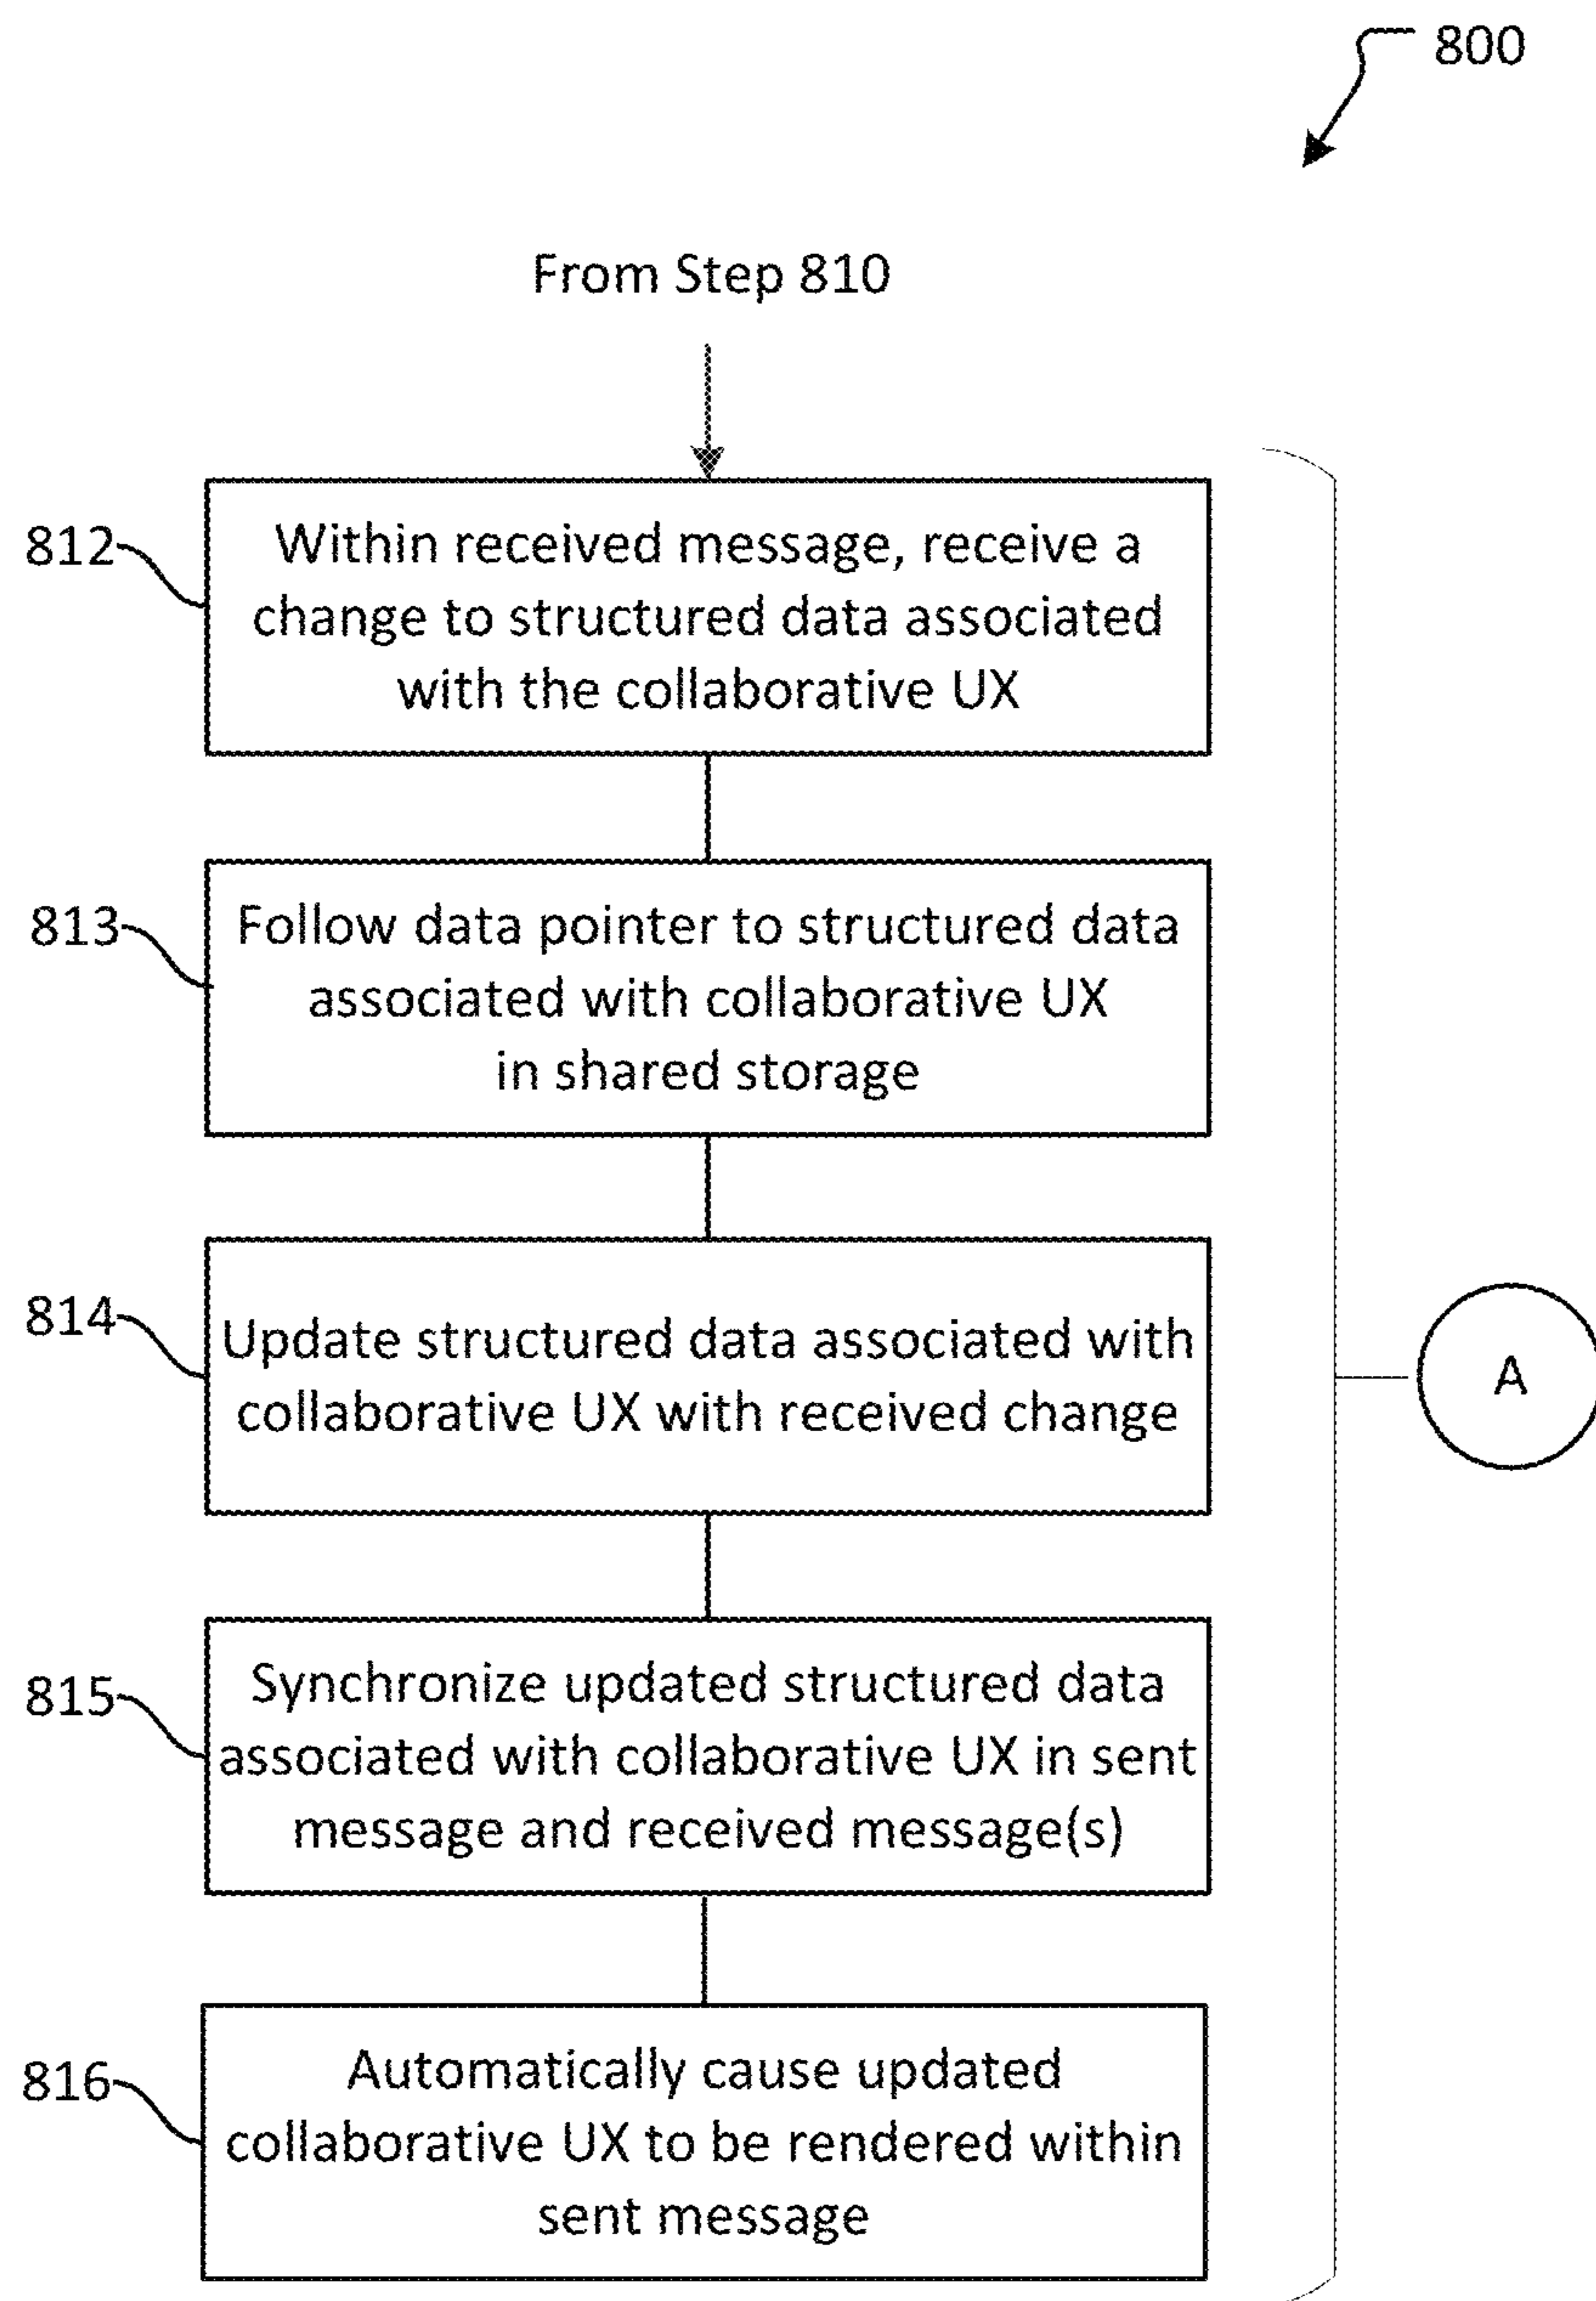 800
From Step 810
812
Within received message, receive a
change to structured data associated
with the collaborative UX
813
Follow data pointer to structured data
associated with collaborative UX
in shared storage
814
Update structured data associated with
collaborative UX with received change
A
815
Synchronize updated structured data
associated with collaborative UX in sent
message and received message(s)
816
Automatically cause updated
collaborative UX to be rendered within
sent message